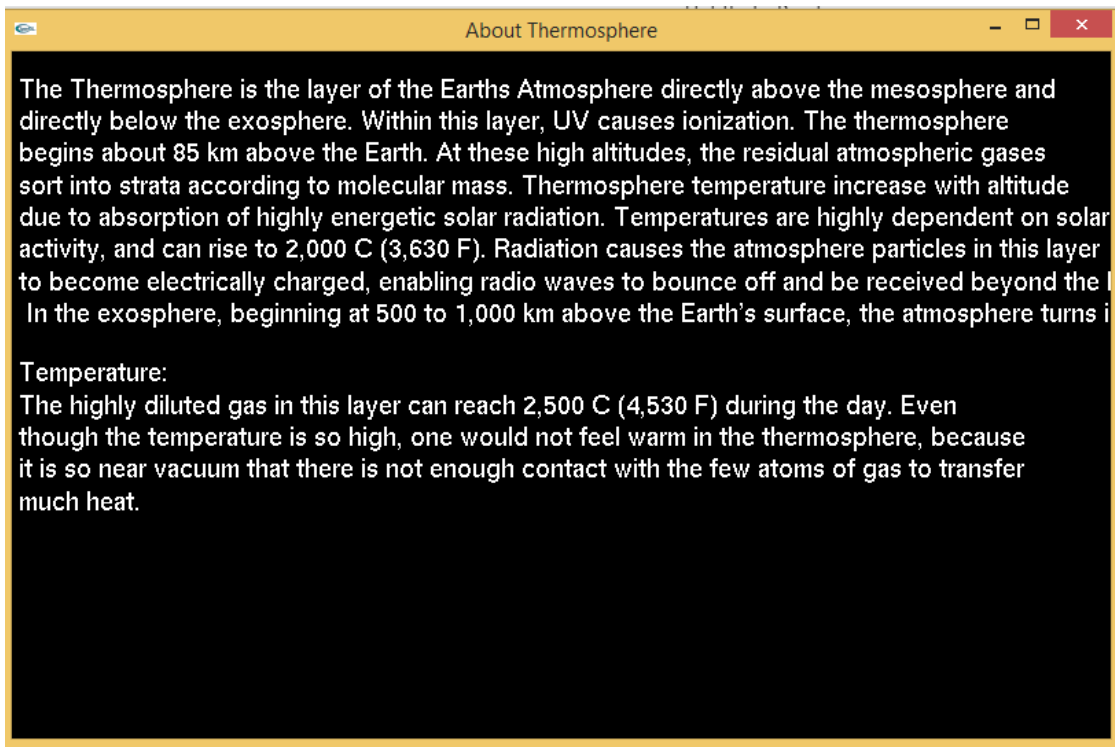 About Thermosphere
The Thermosphere is the layer of the Earths Atmosphere directly above the mesosphere and
directly below the exosphere. Within this layer, UV causes ionization. The thermosphere
begins about 85 km above the Earth. At these high altitudes, the residual atmospheric gases
sort into strata according to molecular mass. Thermosphere temperature increase with altitude
due to absorption of highly energetic solar radiation. Temperatures are highly dependent on solar
activity, and can rise to 2,000 C (3,630 F). Radiation causes the atmosphere particles in this layer
to become electrically charged, enabling radio waves to bounce off and be received beyond the
In the exosphere, beginning at 500 to 1,000 km above the Earth's surface, the atmosphere turns
Temperature:
The highly diluted gas in this layer can reach 2,500 C (4,530 F) during the day. Even
though the temperature is so high, one would not feel warm in the thermosphere, because
it is so near vacuum that there is not enough contact with the few atoms of gas to transfer
much heat.